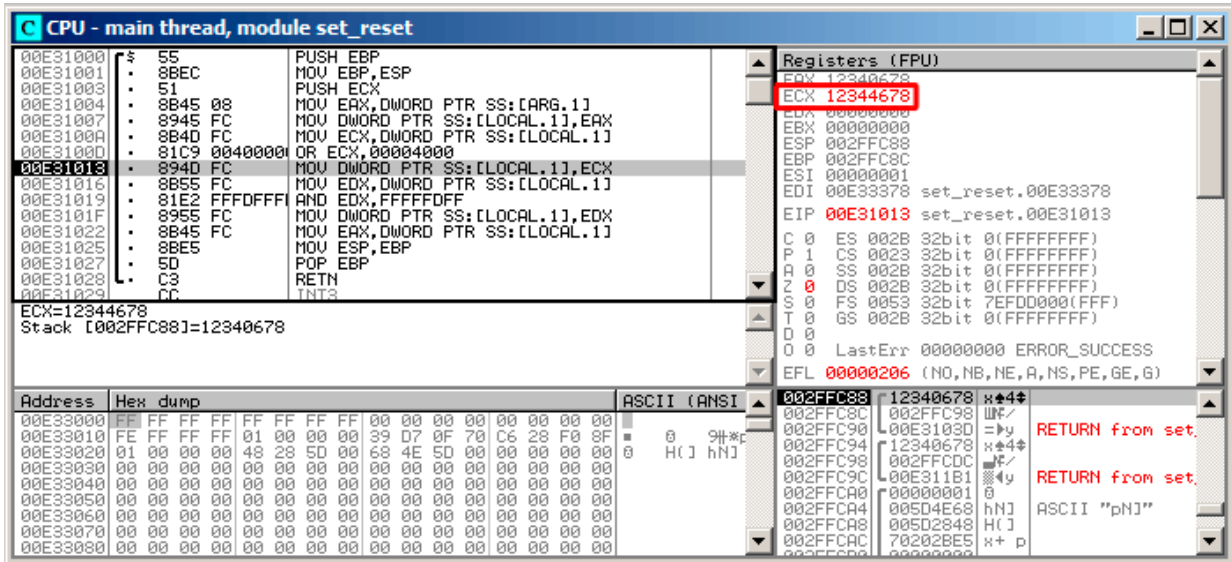 CPU - main thread, module set_reset
00E31000 $ 55 PUSH EBP
00E31001 . 8BEC MOV EBP,ESP
00E31003 . 51 PUSH ECX
00E31004 . 8B45 08 MOV EAX,DWORD PTR SS:[ARG.1]
00E31007 . 8945 FC MOV DWORD PTR SS:[LOCAL.1],EAX
00E3100A . 8B4D FC MOV ECX,DWORD PTR SS:[LOCAL.1]
00E3100D . 81C9 00400000 OR ECX,00004000
00E31013 . 894D FC MOV DWORD PTR SS:[LOCAL.1],ECX
00E31016 . 8B55 FC MOV EDX,DWORD PTR SS:[LOCAL.1]
00E31019 . 81E2 FFFDFFF AND EDX,FFFFFDFF
00E3101F . 8955 FC MOV DWORD PTR SS:[LOCAL.1],EDX
00E31022 . 8B45 FC MOV EAX,DWORD PTR SS:[LOCAL.1]
00E31025 . 8BE5 MOV ESP,EBP
00E31027 . 5D POP EBP
00E31028 . C3 RETN
00E31029 CC INT3
ECX=12344678
Stack [002FFC88]=12340678
Registers (FPU)
EAX 12340678
ECX 12344678
EDX 00000000
EBX 00000000
ESP 002FFC88
EBP 002FFC8C
ESI 00000001
EDI 00E33378 set_reset.00E33378
EIP 00E31013 set_reset.00E31013
C 0 ES 002B 32bit 0(FFFFFFFF)
P 1 CS 0023 32bit 0(FFFFFFFF)
A 0 SS 002B 32bit 0(FFFFFFFF)
Z 0 DS 002B 32bit 0(FFFFFFFF)
S 0 FS 0053 32bit 7EFDD000(FFF)
T 0 GS 002B 32bit 0(FFFFFFFF)
D 0
O 0 LastErr 00000000 ERROR_SUCCESS
EFL 00000206 (NO,NB,NE,A,NS,PE,GE,G)
Address Hex dump ASCII (ANSI
00E33000 FF FF FF FF FF FF FF FF 00 00 00 00 00 00 00 00
00E33010 FE FF FF FF 01 00 00 00 39 D7 0F 70 C6 28 F0 8F
00E33020 01 00 00 00 48 28 5D 00 68 4E 5D 00 00 00 00 00 H(] hN]
00E33030 00 00 00 00 00 00 00 00 00 00 00 00 00 00 00 00
00E33040 00 00 00 00 00 00 00 00 00 00 00 00 00 00 00 00
00E33050 00 00 00 00 00 00 00 00 00 00 00 00 00 00 00 00
00E33060 00 00 00 00 00 00 00 00 00 00 00 00 00 00 00 00
00E33070 00 00 00 00 00 00 00 00 00 00 00 00 00 00 00 00
00E33080 00 00 00 00 00 00 00 00 00 00 00 00 00 00 00 00
002FFC88 12340678 x♠4‡
002FFC8C 002FFC98
002FFC90 00E3103D RETURN from set_
002FFC94 12340678 x♠4‡
002FFC98 002FFCDC
002FFC9C 00E311B1 RETURN from set_
002FFCA0 00000001
002FFCA4 005D4E68 hN] ASCII "pN]"
002FFCA8 005D2848 H(]
002FFCAC 70202BE5 x+ p